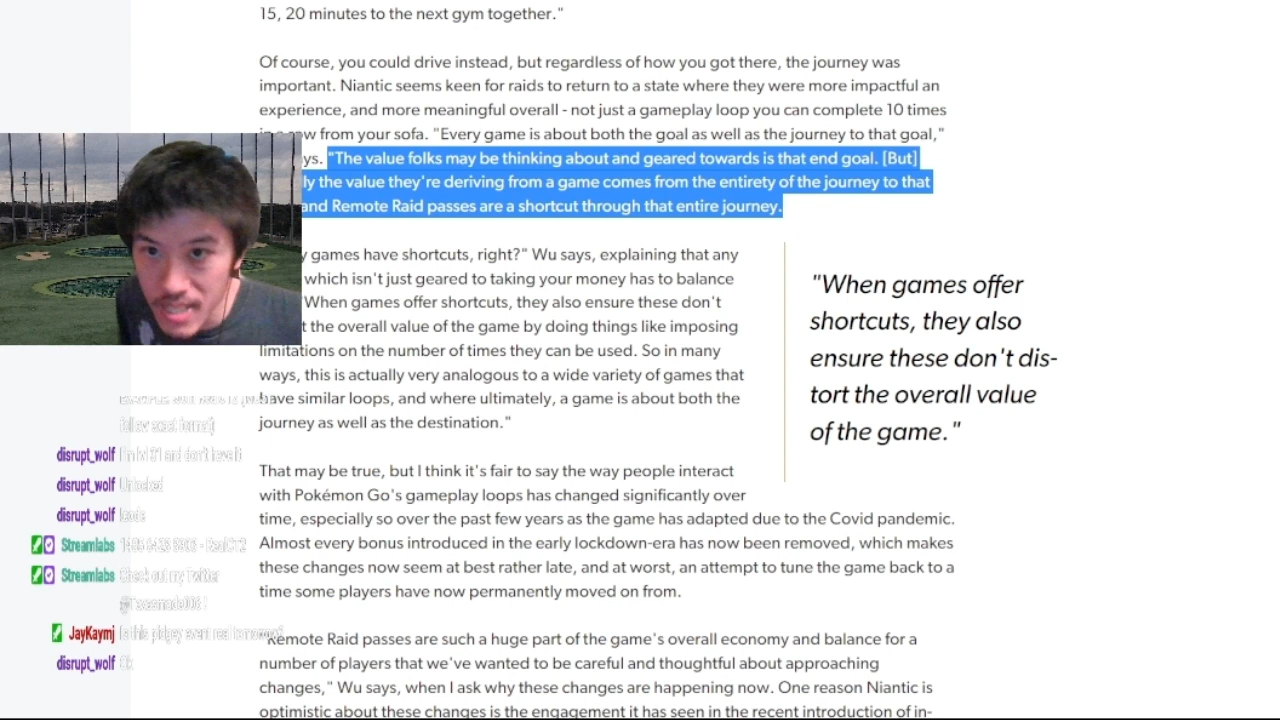 15, 20 minutes to the next gym together."
Of course, you could drive instead, but regardless of how you got there, the journey was
important. Niantic seems keen for raids to return to a state where they were more impactful an
experience, and more meaningful overall - not just a gameplay loop you can complete 10 times
from your sofa. "Every game is about both the goal as well as the journey to that goal,"
"The value folks may be thinking about and geared towards is that end goal. [But]
the value they're deriving from a game comes from the entirety of the journey to that
and Remote Raid passes are a shortcut through that entire journey.
games have shortcuts, right?" Wu says, explaining that any
which isn't just geared to taking your money has to balance
"When games offer shortcuts, they also ensure these don't
the overall value of the game by doing things like imposing
limitations on the number of times they can be used. So in many
ways, this is actually very analogous to a wide variety of games that
have similar loops, and where ultimately, a game is about both the
journey as well as the destination."
"When games offer
shortcuts, they also
ensure these don't dis-
tort the overall value
of the game."
That may be true, but I think it's fair to say the way people interact
with Pokémon Go's gameplay loops has changed significantly over
time, especially so over the past few years as the game has adapted due to the Covid pandemic.
Almost every bonus introduced in the early lockdown-era has now been removed, which makes
these changes now seem at best rather late, and at worst, an attempt to tune the game back to a
time some players have now permanently moved on from.
"Remote Raid passes are such a huge part of the game's overall economy and balance for a
number of players that we've wanted to be careful and thoughtful about approaching
changes," Wu says, when I ask why these changes are happening now. One reason Niantic is
optimistic about these changes is the engagement it has seen in the recent introduction of in-
disrupt_wolf and don't have it
disrupt_wolf Unlocked
disrupt_wolf
Streamlabs
Streamlabs Check out my Twitter
JayKaymj
disrupt_wolf Ok